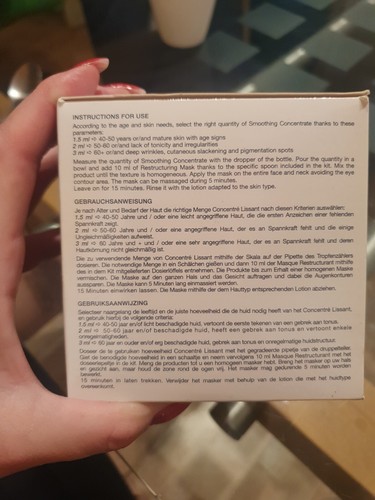 INSTRUCTIONS FOR USE
According to the age and skin needs, select the right quantity of Smoothing Concentrate thanks to these
parameters:
1,5 ml ⇨ 40-50 years or/and mature skin with age signs
2 ml ⇨ 50-60 or/and lack of tonicity and irregularities
3 ml ⇨ 60+ or/and deep wrinkles, cutaneous slackening and pigmentation spots
Measure the quantity of Smoothing Concentrate with the dropper of the bottle. Pour the quantity in a
bowl and add 10 ml of Restructuring Mask thanks to the specific spoon included in the kit. Mix the
product until the texture is homogeneous. Apply the mask on the entire face and neck avoiding the eye
contour area. The mask can be massaged during 5 minutes.
Leave on for 15 minutes. Rinse it with the lotion adapted to the skin type.
GEBRAUCHSANWEISUNG
Je nach Alter und Bedarf der Haut die richtige Menge Concentré Lissant nach diesen Kriterien auswählen:
1,5 ml ⇨ 40-50 Jahre und / oder eine leicht angegriffene Haut, die die ersten Anzeichen einer fehlenden
Spannkraft zeigt.
2 ml ⇨ 50-60 Jahre und / oder eine angegriffene Haut, der es an Spannkraft fehlt und die einige
Ungleichmäßigkeiten aufweist.
3 ml ⇨ 60 Jahre und + und / oder eine sehr angegriffene Haut, der es an Spannkraft fehlt und deren
Hautkörnung nicht gleichmäßig ist.
Die zu verwendende Menge von Concentré Lissant mithilfe der Skala auf der Pipette des Tropfenzählers
dosieren. Die notwendige Menge in ein Schälchen gießen und dann 10 ml der Masque Restructurant mithilfe
des in dem Kit mitgelieferten Dosierlöffels entnehmen. Die Produkte bis zum Erhalt einer homogenen Maske
vermischen. Die Maske auf den ganzen Hals und das Gesicht auftragen und dabei die Augenkonturen
aussparen. Die Maske kann 5 Minuten lang einmassiert werden.
15 Minuten einwirken lassen. Die Maske mithilfe der dem Hauttyp entsprechenden Lotion abziehen.
GEBRUIKSAANWIJZING
Selecteer naargelang de leeftijd en de juiste hoeveelheid die de huid nodig heeft van het Concentré Lissant,
en gebruik hierbij de volgende criteria:
1,5 ml ⇨ 40-50 jaar en/of licht beschadigde huid, vertoont de eerste tekenen van een gebrek aan tonus.
2 ml ⇨ 50-60 jaar en/of beschadigde huid, heeft een gebrek aan tonus en vertoont enkele
onregelmatigheden.
3 ml ⇨ 60 jaar en ouder en/of erg beschadigde huid, gebrek aan tonus en onregelmatige huidstructuur.
Doseer de te gebruiken hoeveelheid Concentré Lissant met het gegradeerde pipetje van de druppelteller.
Giet de benodigde hoeveelheid in een schaaltje en neem vervolgens 10 ml Masque Restructurant met het
doseerlepeltje in de kit. Meng de producten tot u een homogeen masker hebt. Breng het masker op uw hals
en gezicht aan, maar houd de zone rond de ogen vrij. Het masker mag gedurende 5 minuten worden
bewerkt.
15 minuten in laten trekken. Verwijder het masker met behulp van de lotion die met het huidtype
overeenkomt.